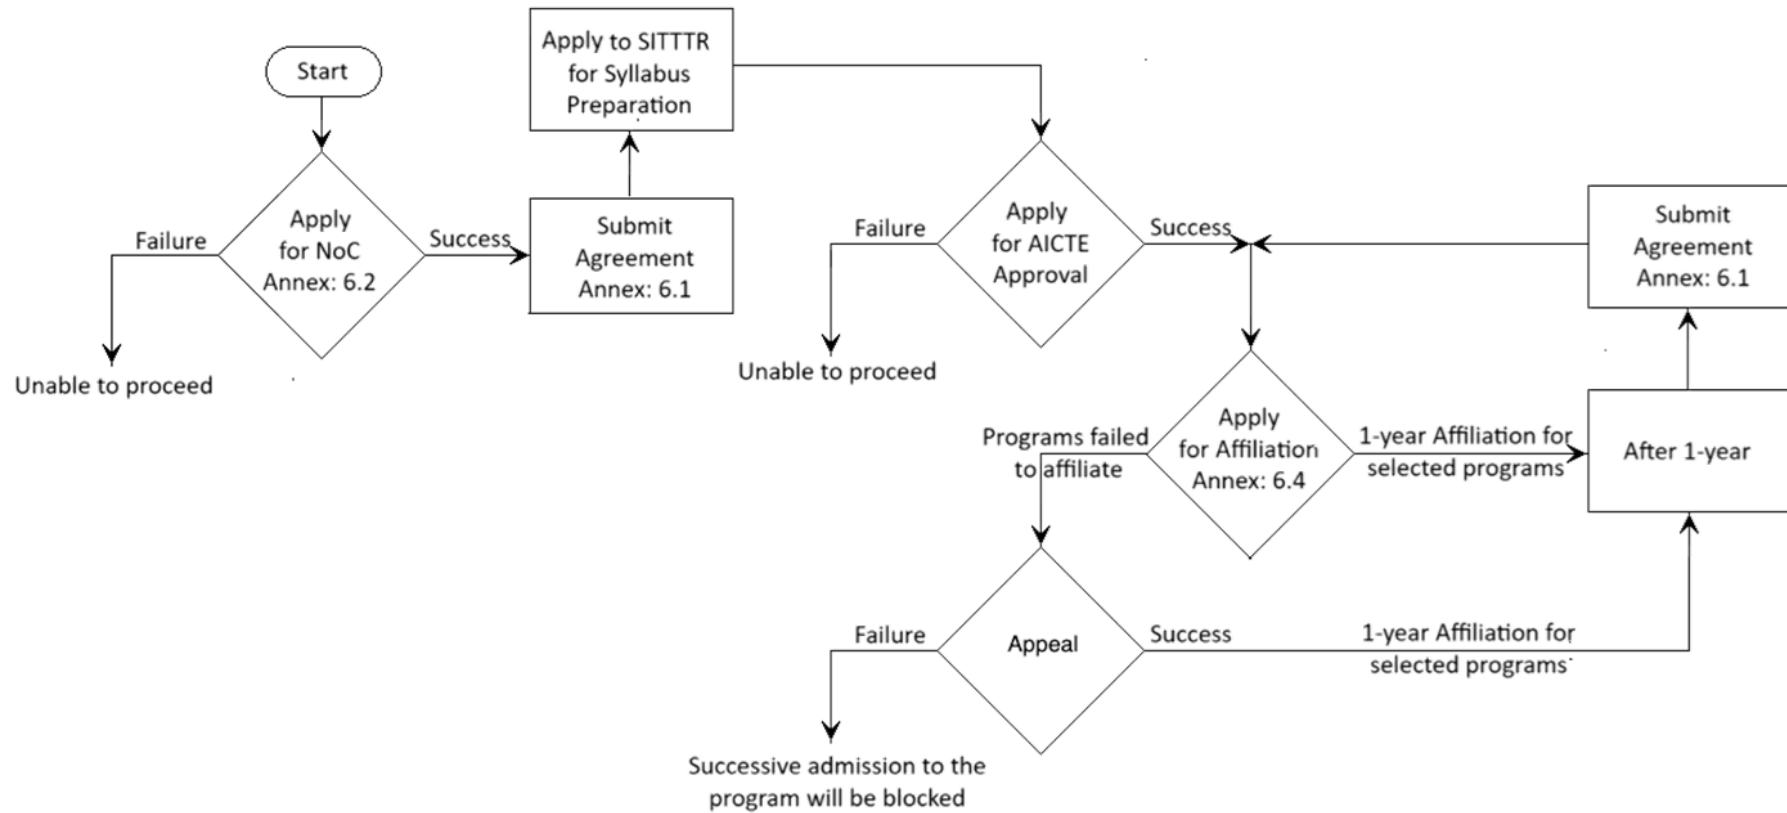 Start
Apply
for NoC
Annex: 6.2
Failure
Unable to proceed
Success
Submit
Agreement
Annex: 6.1
Apply to SITTTR
for Syllabus
Preparation
Apply
for AICTE
Approval
Failure
Unable to proceed
Success
Apply
for Affiliation
Annex: 6.4
Programs failed
to affiliate
1-year Affiliation for
selected programs
After 1-year
Submit
Agreement
Annex: 6.1
Appeal
Failure
Successive admission to the
program will be blocked
Success
1-year Affiliation for
selected programs